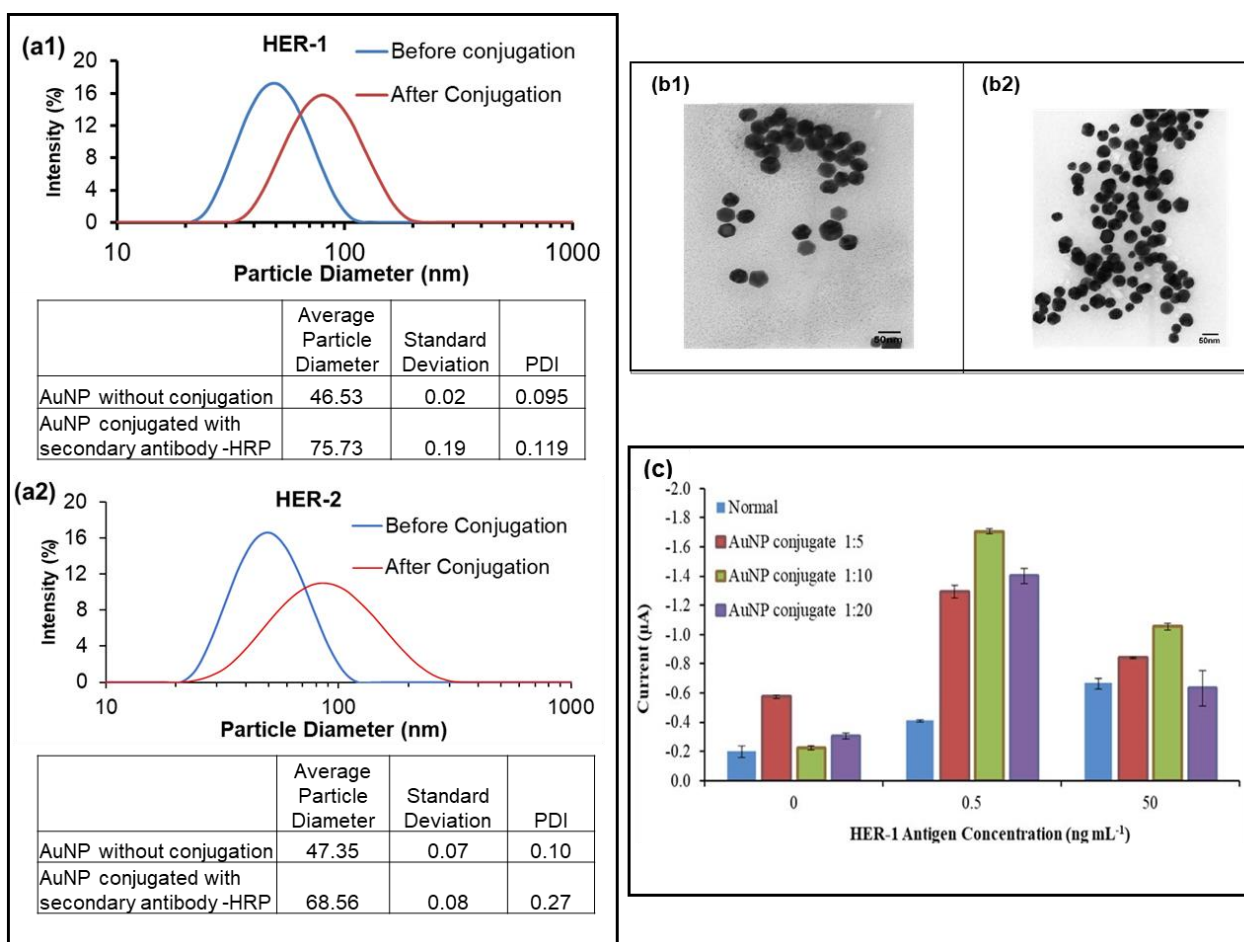 (a1)
HER-1
Before conjugation
After Conjugation
20
16
12
8
4
0
Intensity (%)
10
100
1000
Particle Diameter (nm)
Average Particle Diameter
Standard Deviation
PDI
AuNP without conjugation 46.53 0.02 0.095
AuNP conjugated with
secondary antibody -HRP 75.73 0.19 0.119
(a2)
HER-2
Before Conjugation
After Conjugation
20
16
12
8
4
0
Intensity (%)
10
100
1000
Particle Diameter (nm)
Average Particle Diameter
Standard Deviation
PDI
AuNP without conjugation 47.35 0.07 0.10
AuNP conjugated with
secondary antibody -HRP 68.56 0.08 0.27
(b1)
50nm
(b2)
50nm
(c)
-2.0
-1.8
-1.6
-1.4
-1.2
-1.0
-0.8
-0.6
-0.4
-0.2
0.0
Current (µA)
Normal
AuNP conjugate 1:5
AuNP conjugate 1:10
AuNP conjugate 1:20
0
0.5
50
HER-1 Antigen Concentration (ng mL⁻¹)